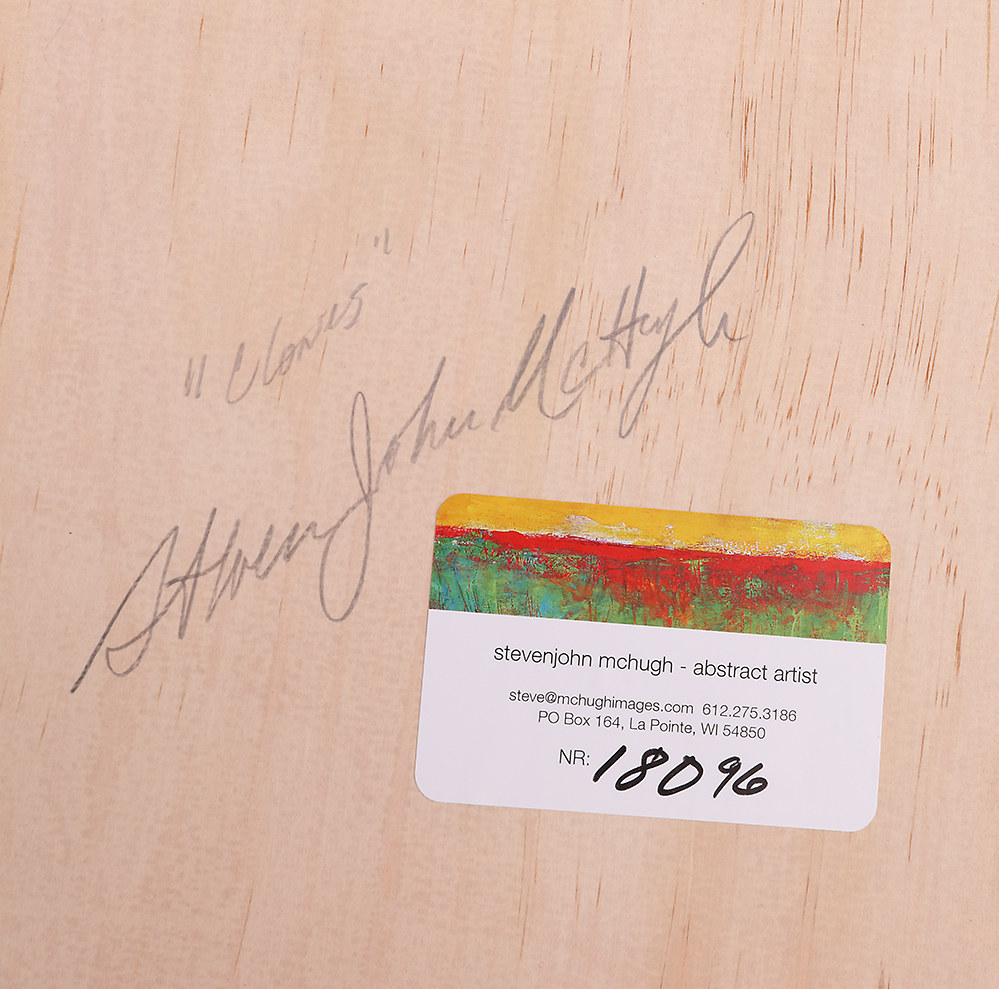 "Clones"
Steven John McHugh
stevenjohn mchugh - abstract artist
steve@mchughimages.com 612.275.3186
PO Box 164, La Pointe, WI 54850
NR: 18096